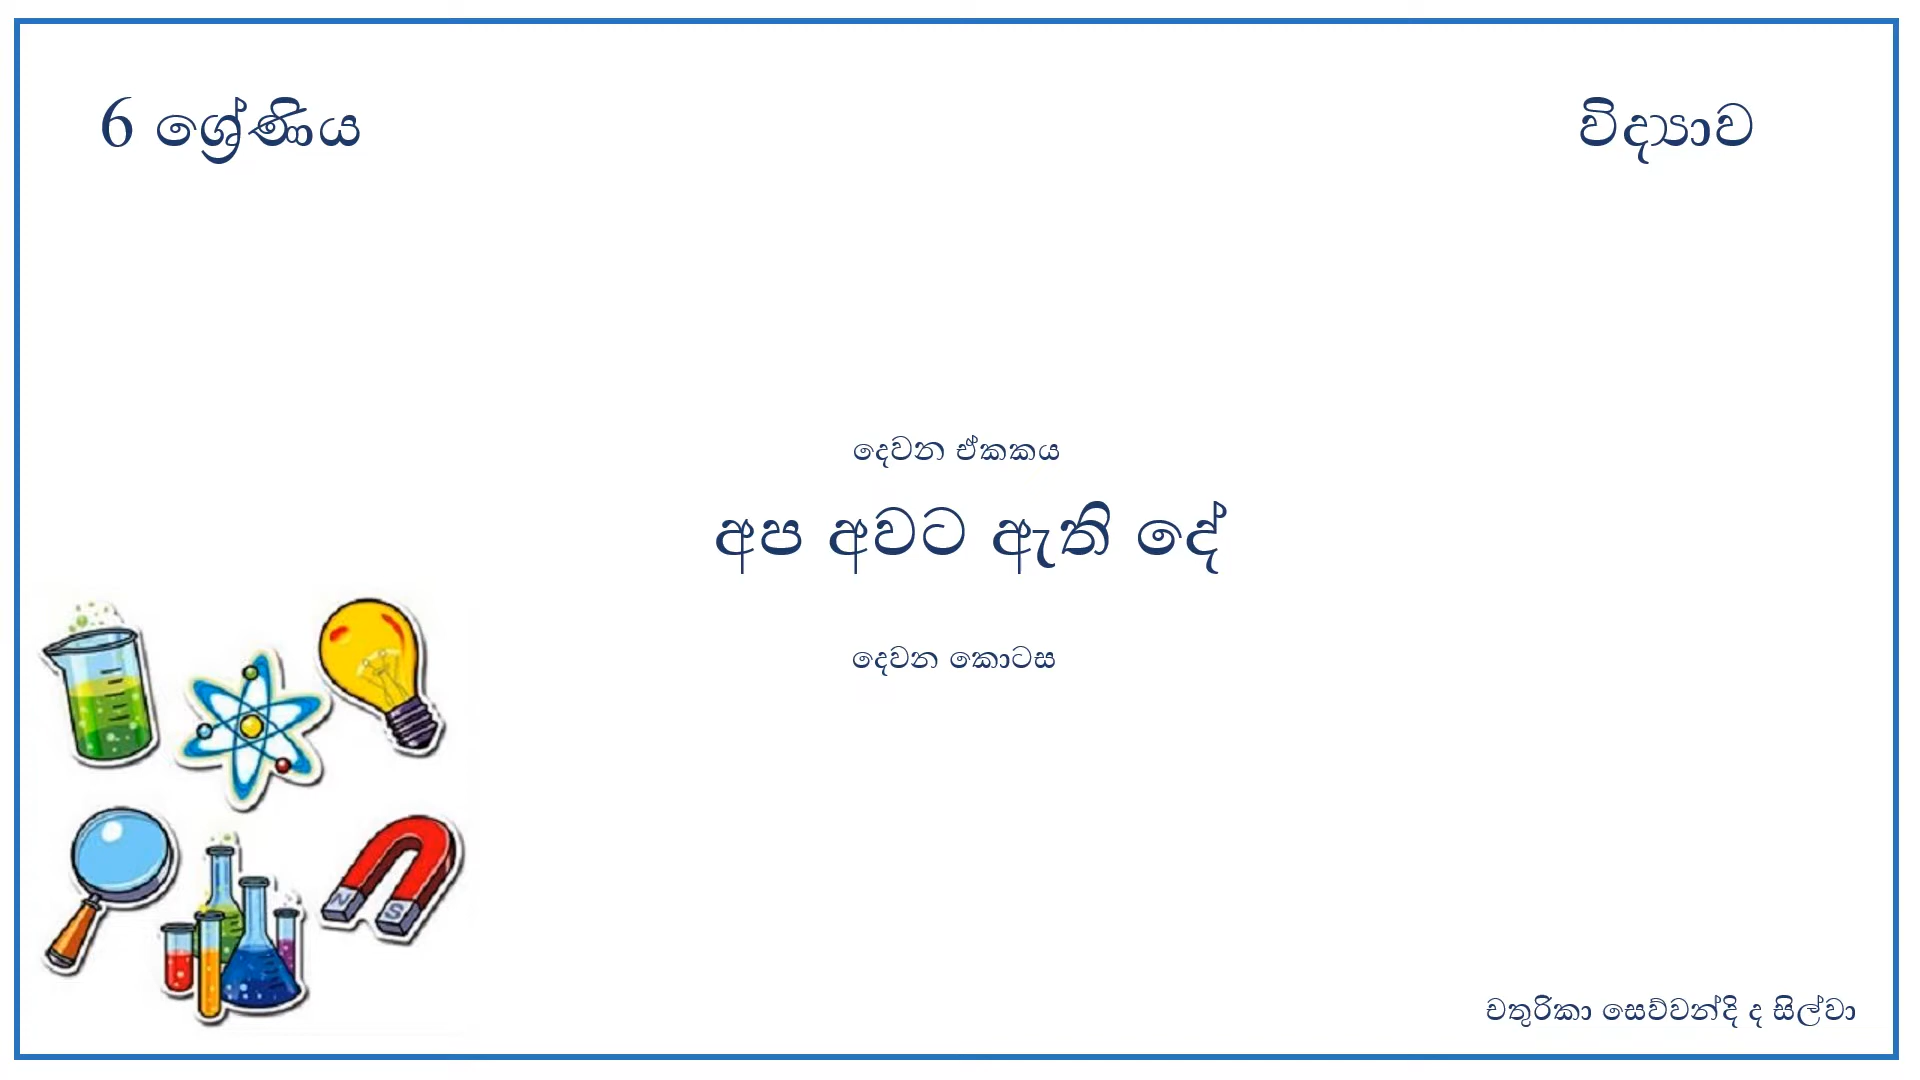 6 ශ්‍රේණිය
විද්‍යාව
දෙවන ඒකකය
අප අවට ඇති දේ
දෙවන කොටස
N S
චතුරිකා සෙව්වන්දි ද සිල්වා